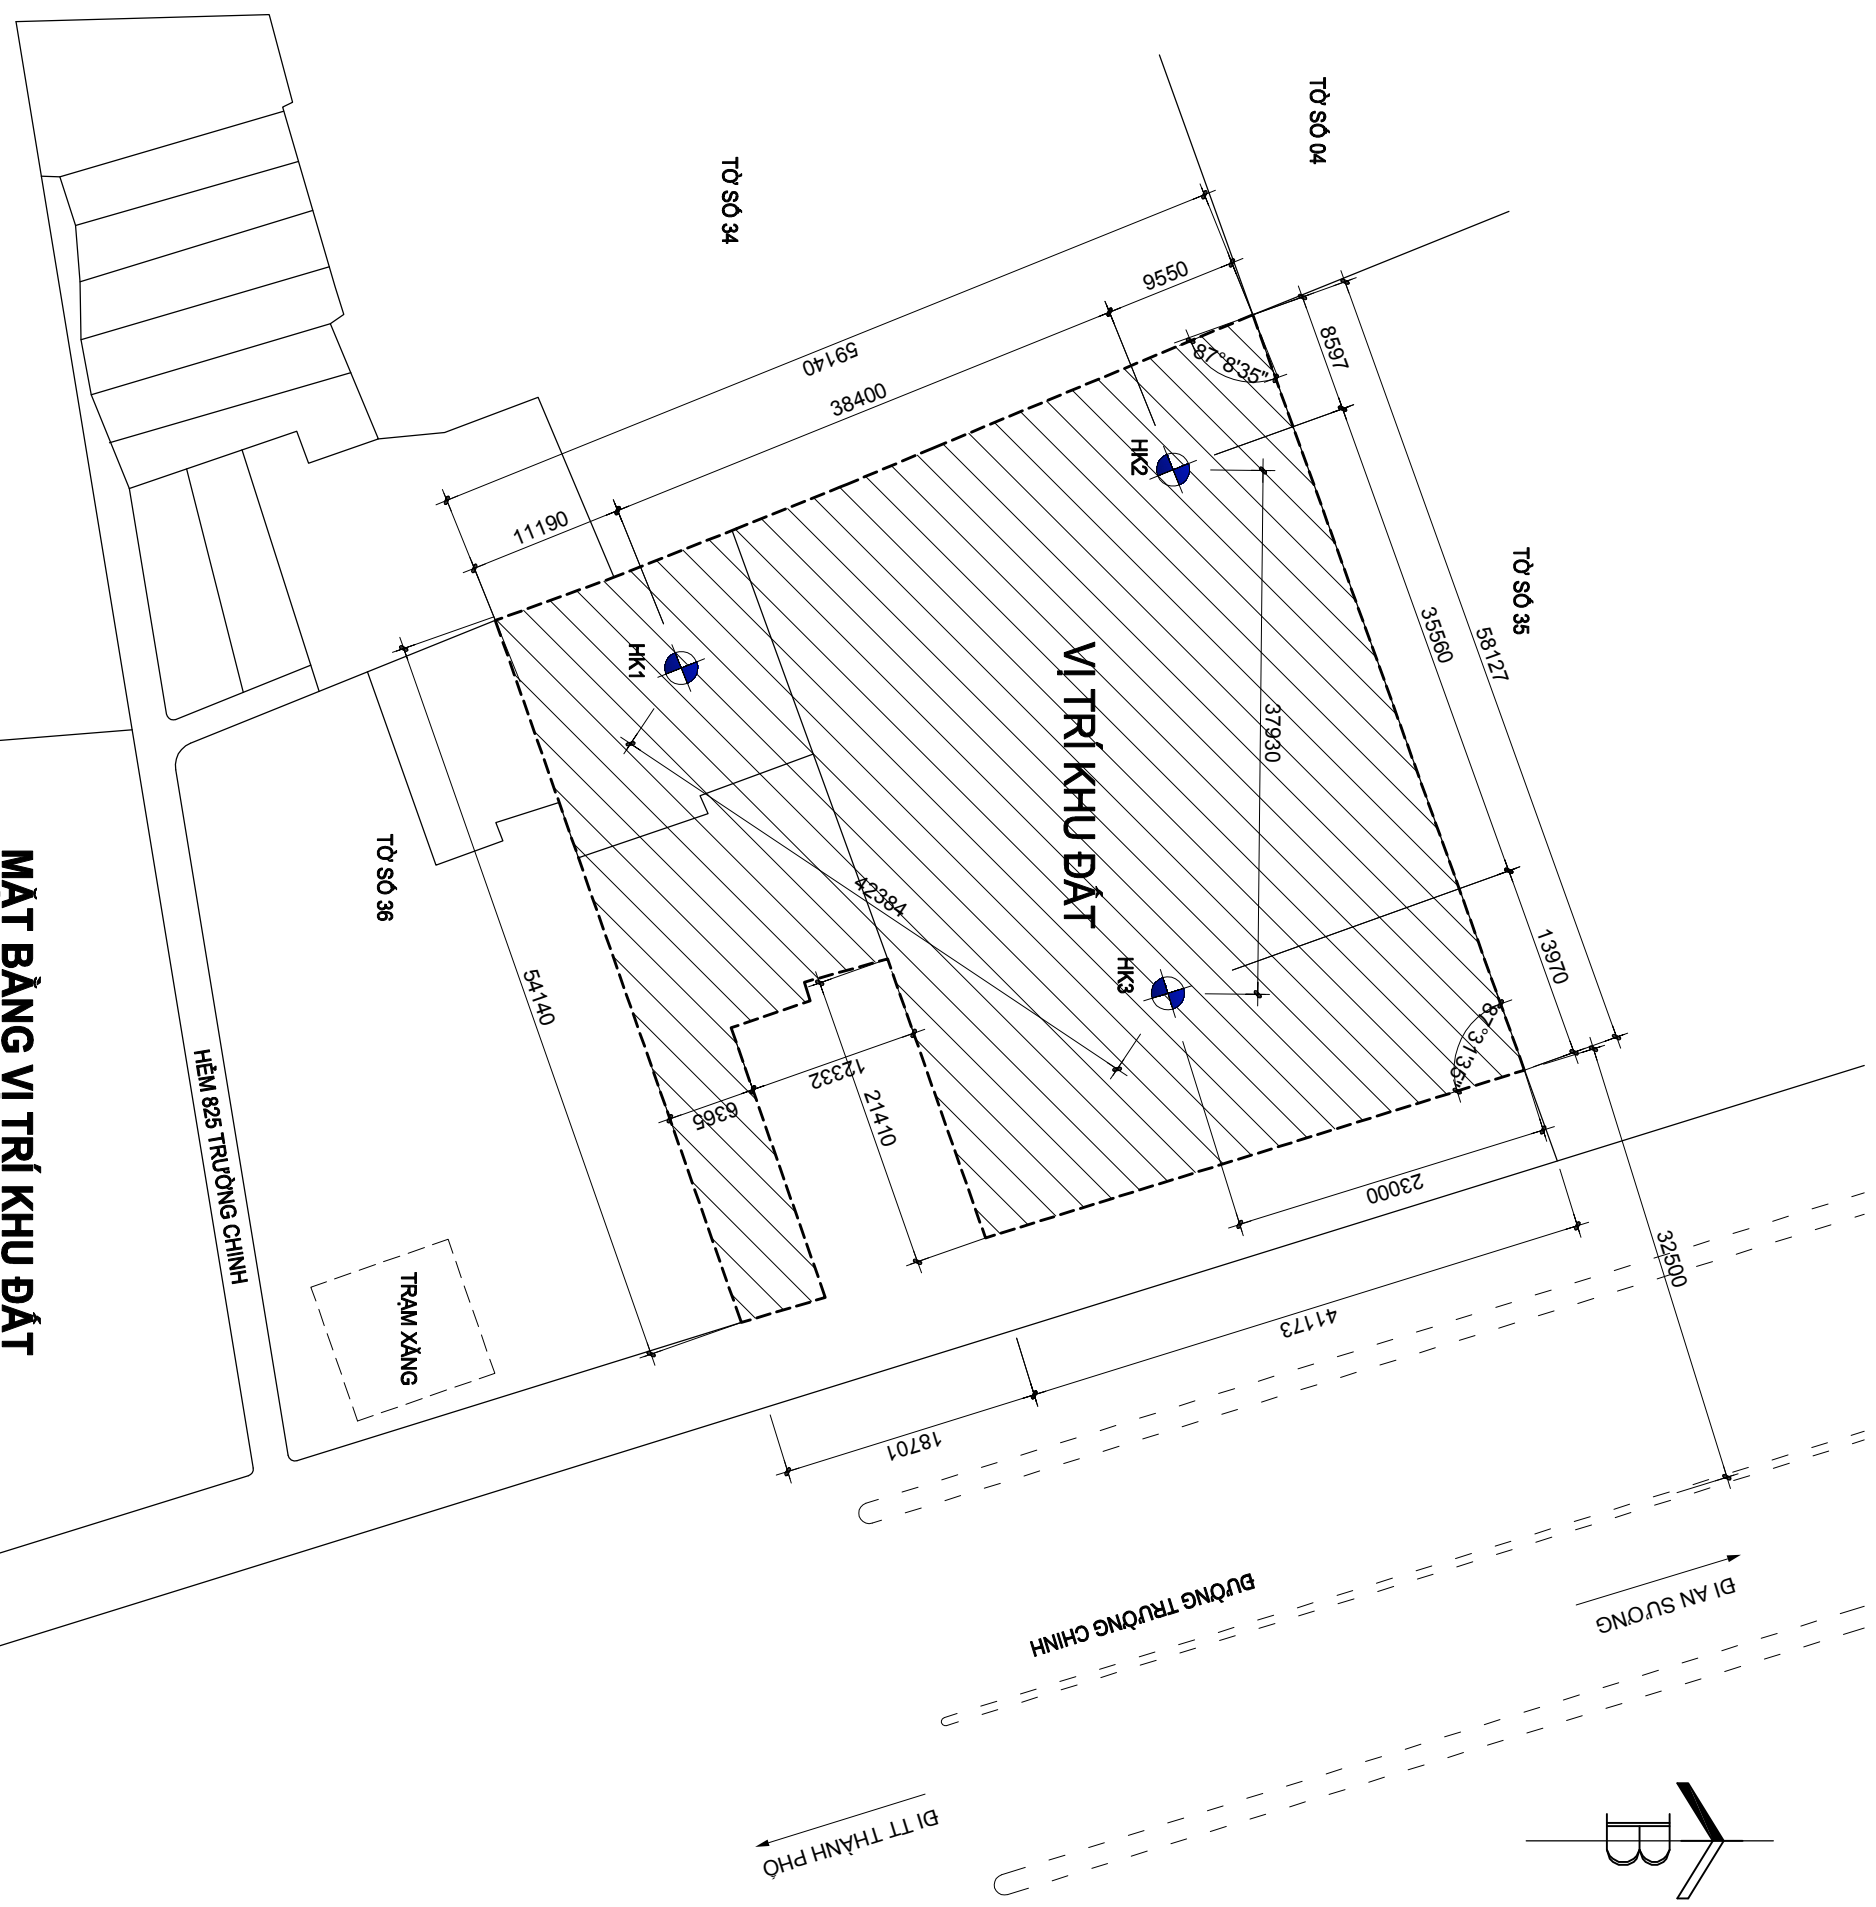 TỜ SỐ 04
TỜ SỐ 34
TỜ SỐ 35
TỜ SỐ 36
59140
9550
38400
11190
8597
35560
58127
13970
87°8'35"
87°31'35"
HK2
HK1
HK3
37930
42384
VỊ TRÍ KHU ĐẤT
54140
12332
6365
21410
23000
41173
18701
32500
HẺM 825 TRƯỜNG CHINH
TRẠM XĂNG
ĐƯỜNG TRƯỜNG CHINH
ĐI AN SƯƠNG
ĐI TT THÀNH PHỐ
B
MẶT BẰNG VỊ TRÍ KHU ĐẤT